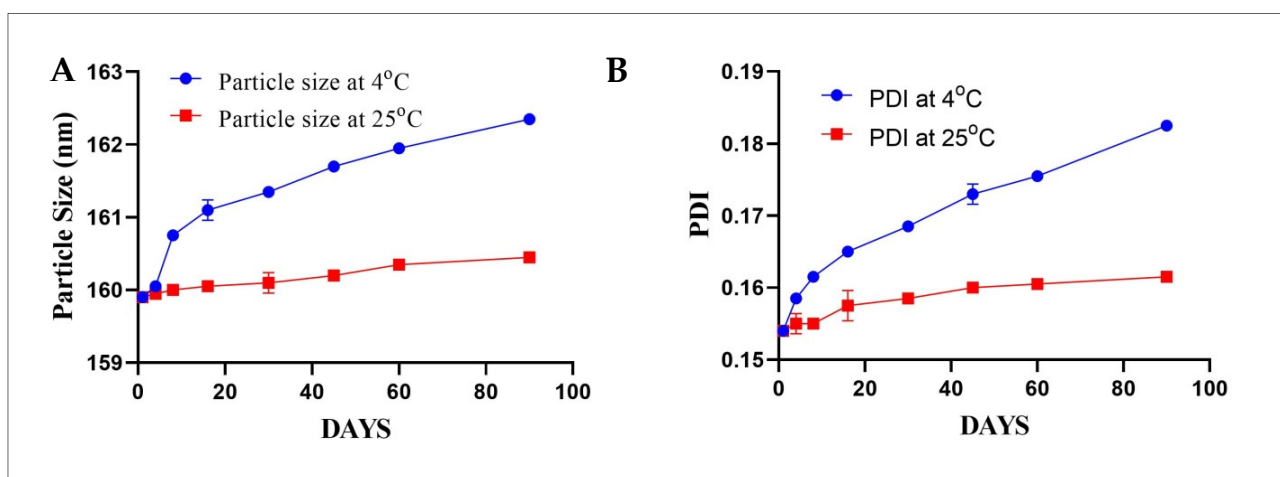 A
Particle size at 4°C
Particle size at 25°C
163
162
161
160
159
Particle Size (nm)
0 20 40 60 80 100
DAYS
B
PDI at 4°C
PDI at 25°C
0.19
0.18
0.17
0.16
0.15
PDI
0 20 40 60 80 100
DAYS